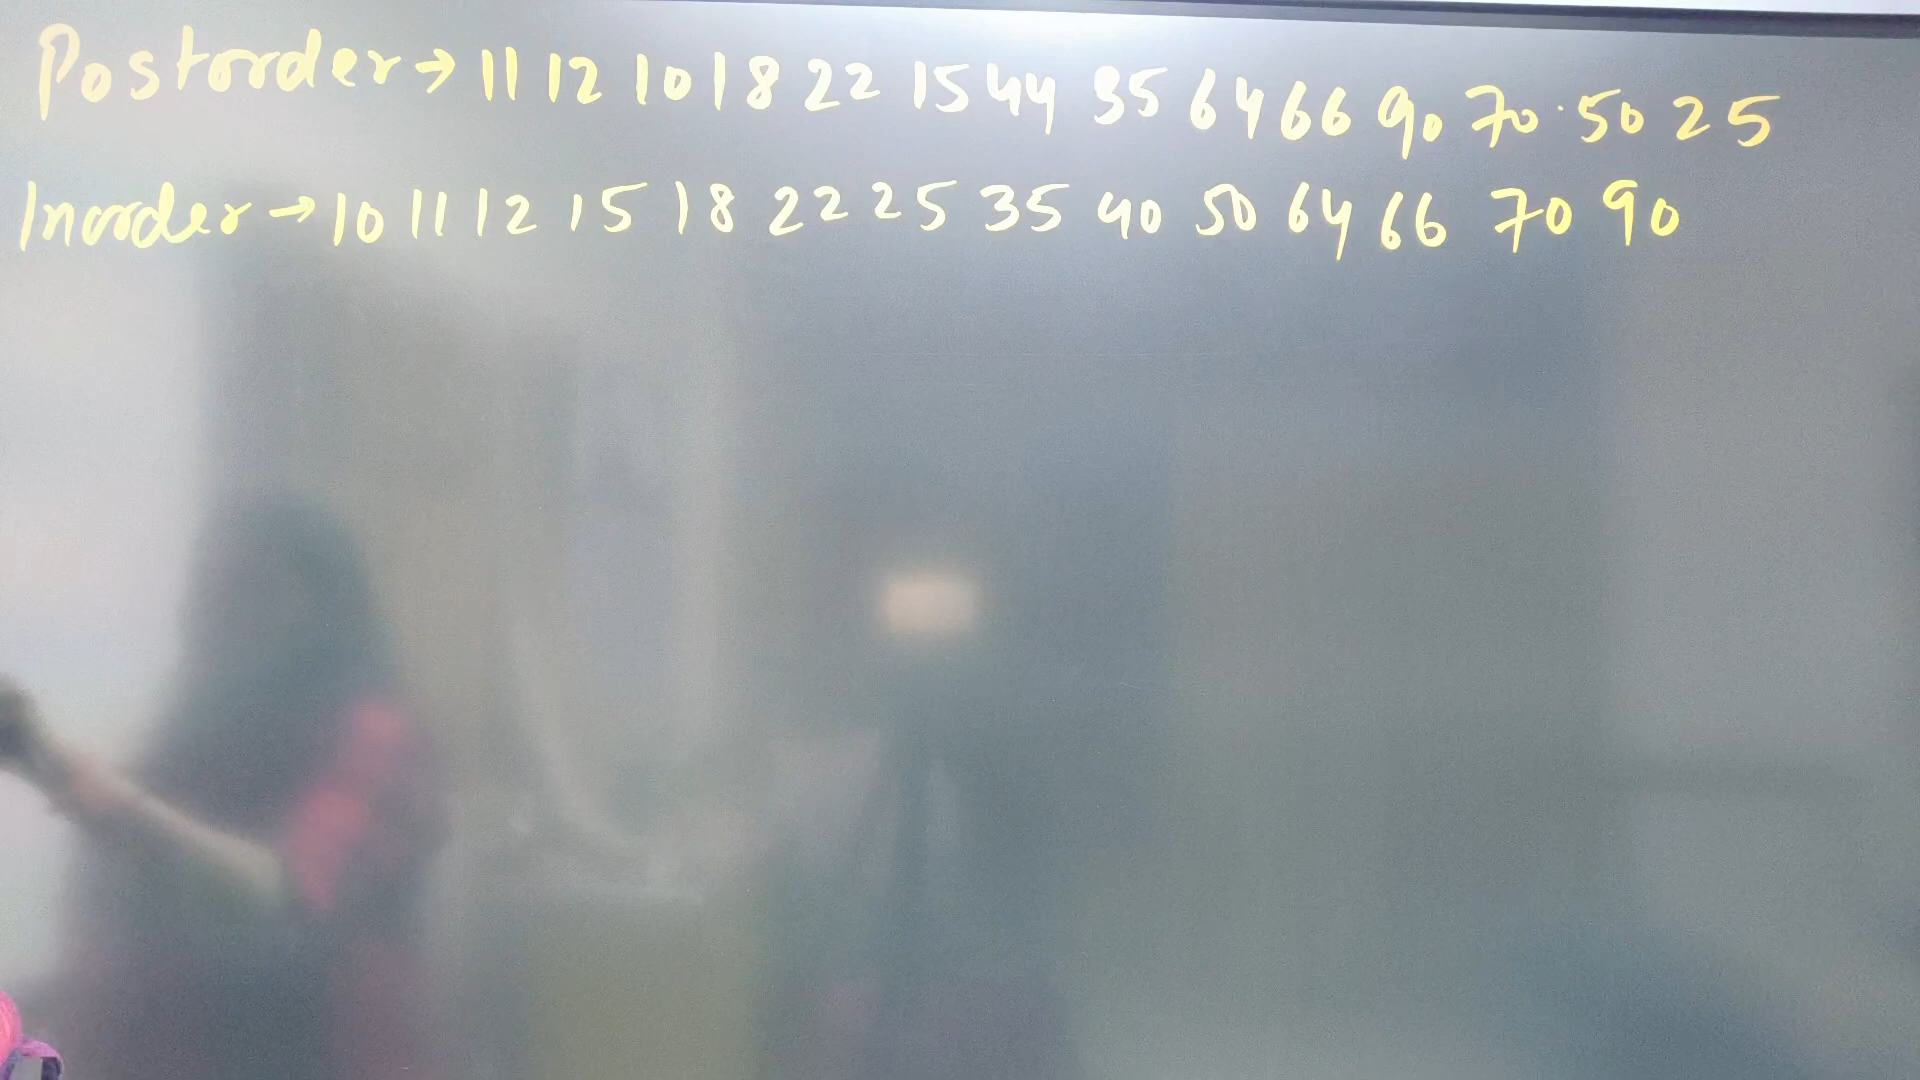 Postorder → 11 12 10 18 22 15 44 35 64 66 90 70 50 25
Inorder → 10 11 12 15 18 22 25 35 40 50 64 66 70 90